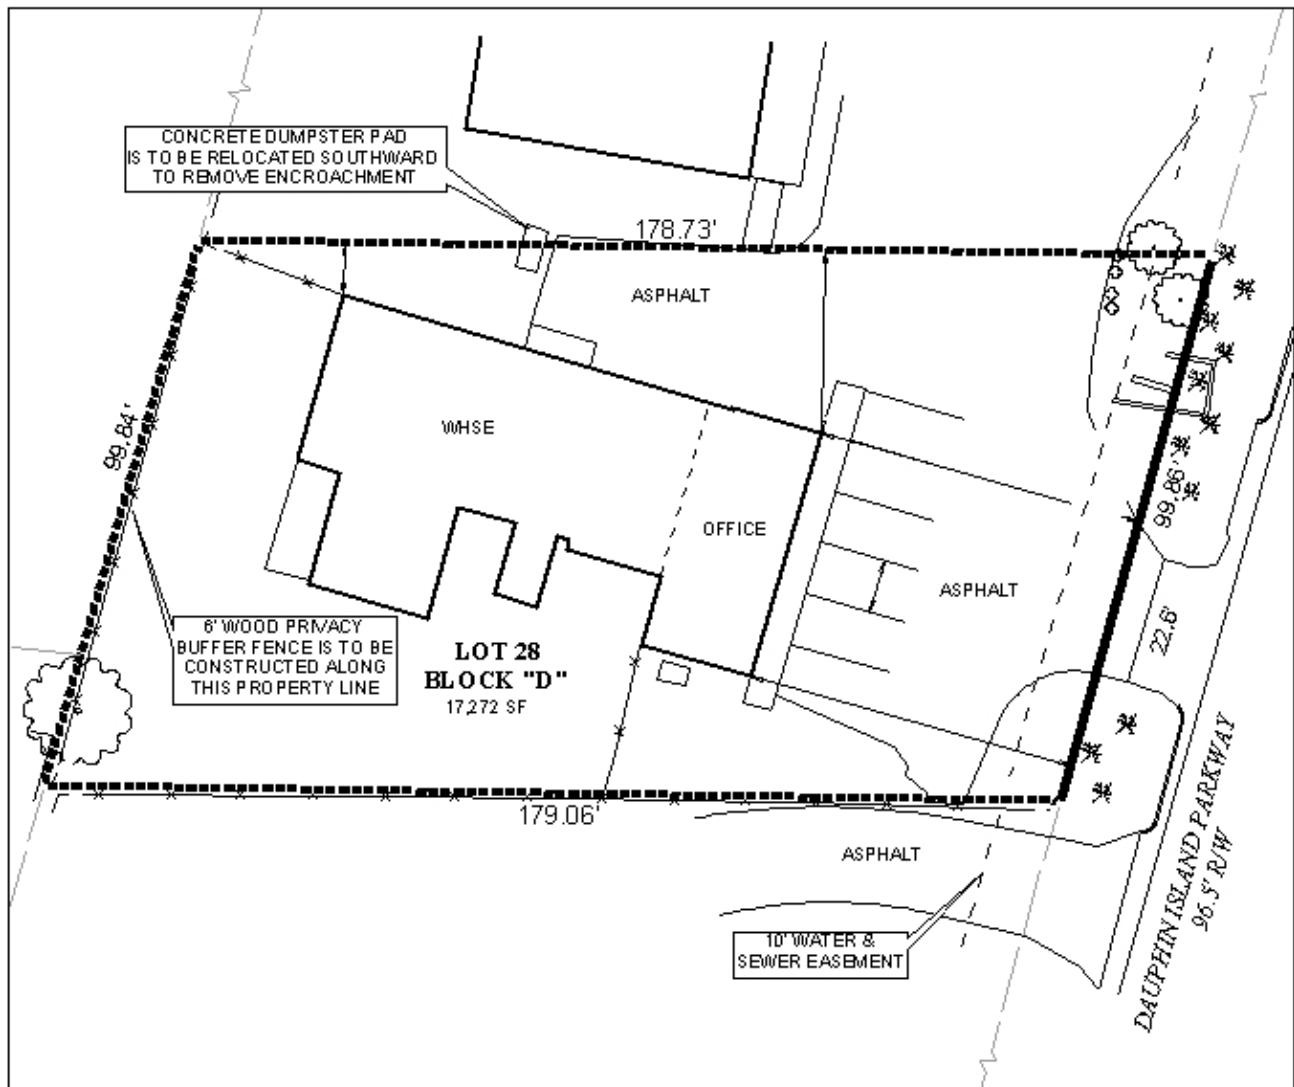 CONCRETE DUMPSTER PAD
IS TO BE RELOCATED SOUTHWARD
TO REMOVE ENCROACHMENT
178.73'
ASPHALT
99.84'
WHSE
OFFICE
99.86'
ASPHALT
22.6'
6' WOOD PRIVACY
BUFFER FENCE IS TO BE
CONSTRUCTED ALONG
THIS PROPERTY LINE
LOT 28
BLOCK "D"
17,272 SF
179.06'
ASPHALT
10' WATER &
SEWER EASEMENT
DAUPHIN ISLAND PARKWAY
96.5' R/W